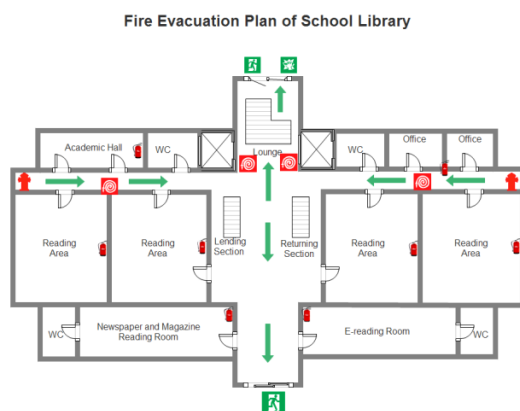 Fire Evacuation Plan of School Library
Academic Hall
WC
Lounge
WC
Office
Office
Reading
Area
Reading
Area
Lending
Section
Returning
Section
Reading
Area
Reading
Area
WC
Newspaper and Magazine
Reading Room
E-reading Room
WC